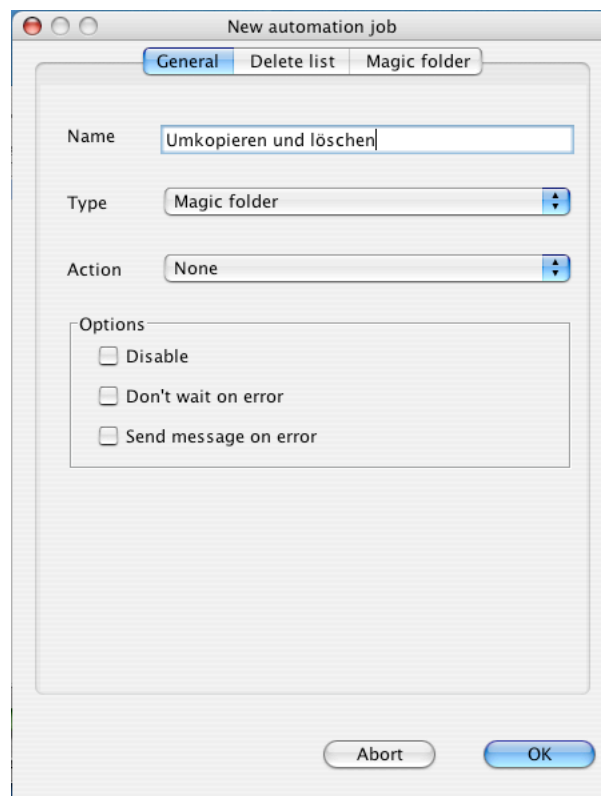 New automation job
General Delete list Magic folder
Name Umkopieren und löschen
Type Magic folder
Action None
Options
Disable
Don't wait on error
Send message on error
Abort OK